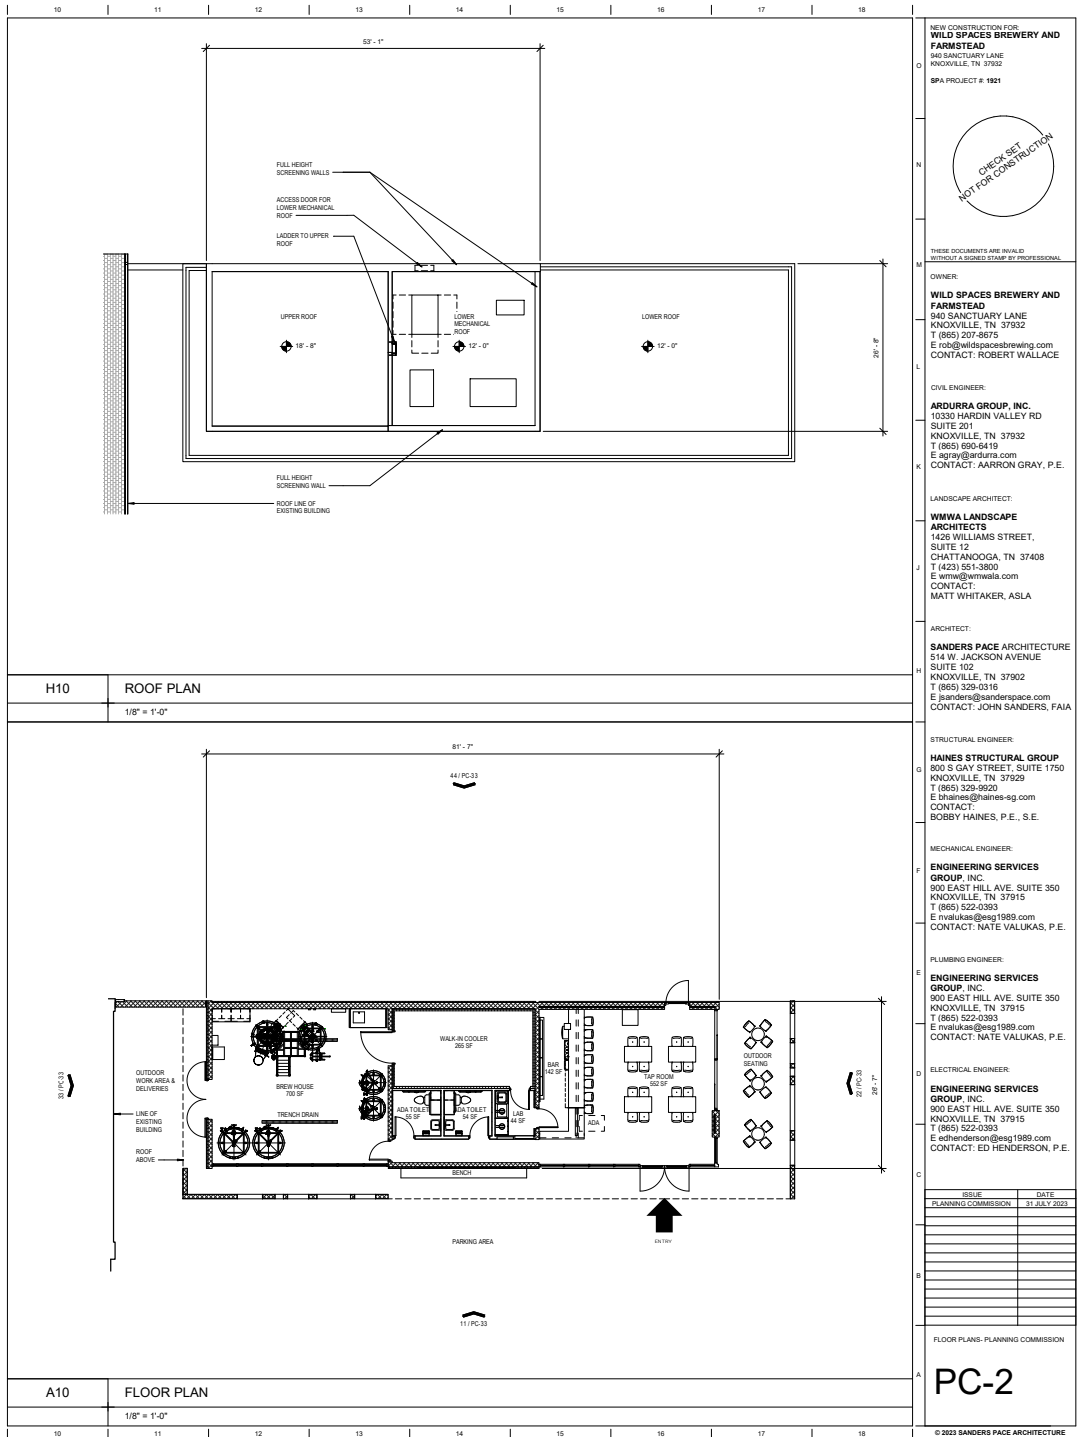 10 11 12 13 14 15 16 17 18
53' - 1"
FULL HEIGHT
SCREENING WALLS
ACCESS DOOR FOR
LOWER MECHANICAL
ROOF
LADDER TO UPPER
ROOF
UPPER ROOF
LOWER
MECHANICAL
ROOF
LOWER ROOF
18' - 8"
12' - 0"
12' - 0"
26' - 8"
FULL HEIGHT
SCREENING WALL
ROOF LINE OF
EXISTING BUILDING
H10 ROOF PLAN
1/8" = 1'-0"
81' - 7"
44 / PC-33
WALK-IN COOLER
265 SF
BREW HOUSE
700 SF
BAR
142 SF
TAP ROOM
552 SF
OUTDOOR
SEATING
OUTDOOR
WORK AREA &
DELIVERIES
33 / PC-33
22 / PC-33
26' - 7"
ADA TOILET
55 SF
ADA TOILET
54 SF
LAB
44 SF
ADA
TRENCH DRAIN
LINE OF
EXISTING
BUILDING
ROOF
ABOVE
BENCH
PARKING AREA
ENTRY
11 / PC-33
A10 FLOOR PLAN
1/8" = 1'-0"
10 11 12 13 14 15 16 17 18
O
N
M
L
K
J
H
G
F
E
D
C
B
A
NEW CONSTRUCTION FOR:
WILD SPACES BREWERY AND
FARMSTEAD
940 SANCTUARY LANE
KNOXVILLE, TN 37932
SPA PROJECT #: 1921
CHECK SET
NOT FOR CONSTRUCTION
THESE DOCUMENTS ARE INVALID
WITHOUT A SIGNED STAMP BY PROFESSIONAL
OWNER:
WILD SPACES BREWERY AND
FARMSTEAD
940 SANCTUARY LANE
KNOXVILLE, TN 37932
T (865) 207-8675
E rob@wildspacesbrewing.com
CONTACT: ROBERT WALLACE
CIVIL ENGINEER:
ARDURRA GROUP, INC.
10330 HARDIN VALLEY RD
SUITE 201
KNOXVILLE, TN 37932
T (865) 690-6419
E agray@ardurra.com
CONTACT: AARRON GRAY, P.E.
LANDSCAPE ARCHITECT:
WMWA LANDSCAPE
ARCHITECTS
1426 WILLIAMS STREET,
SUITE 12
CHATTANOOGA, TN 37408
T (423) 551-3800
E wmw@wmwala.com
CONTACT:
MATT WHITAKER, ASLA
ARCHITECT:
SANDERS PACE ARCHITECTURE
514 W. JACKSON AVENUE
SUITE 102
KNOXVILLE, TN 37902
T (865) 329-0316
E jsanders@sanderspace.com
CONTACT: JOHN SANDERS, FAIA
STRUCTURAL ENGINEER:
HAINES STRUCTURAL GROUP
800 S GAY STREET, SUITE 1750
KNOXVILLE, TN 37929
T (865) 329-9920
E bhaines@haines-sg.com
CONTACT:
BOBBY HAINES, P.E., S.E.
MECHANICAL ENGINEER:
ENGINEERING SERVICES
GROUP, INC.
900 EAST HILL AVE. SUITE 350
KNOXVILLE, TN 37915
T (865) 522-0393
E nvalukas@esg1989.com
CONTACT: NATE VALUKAS, P.E.
PLUMBING ENGINEER:
ENGINEERING SERVICES
GROUP, INC.
900 EAST HILL AVE. SUITE 350
KNOXVILLE, TN 37915
T (865) 522-0393
E nvalukas@esg1989.com
CONTACT: NATE VALUKAS, P.E.
ELECTRICAL ENGINEER:
ENGINEERING SERVICES
GROUP, INC.
900 EAST HILL AVE. SUITE 350
KNOXVILLE, TN 37915
T (865) 522-0393
E edhenderson@esg1989.com
CONTACT: ED HENDERSON, P.E.
ISSUE DATE
PLANNING COMMISSION 31 JULY 2023
FLOOR PLANS- PLANNING COMMISSION
PC-2
© 2023 SANDERS PACE ARCHITECTURE